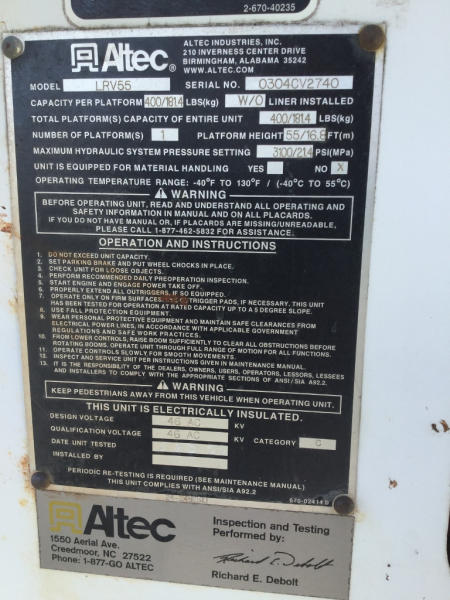 2-670-40235
Altec
ALTEC INDUSTRIES, INC.
210 INVERNESS CENTER DRIVE
BIRMINGHAM, ALABAMA 35242
WWW.ALTEC.COM
MODEL LRV55 SERIAL NO. 0304CV2740
CAPACITY PER PLATFORM 400/181.4 LBS(kg) W/O LINER INSTALLED
TOTAL PLATFORM(S) CAPACITY OF ENTIRE UNIT 400/181.4 LBS(kg)
NUMBER OF PLATFORM(S) 1 PLATFORM HEIGHT 55/16.8 FT(m)
MAXIMUM HYDRAULIC SYSTEM PRESSURE SETTING 3100/21.4 PSI(MPa)
UNIT IS EQUIPPED FOR MATERIAL HANDLING YES NO X
OPERATING TEMPERATURE RANGE: -40°F TO 130°F / (-40°C TO 55°C)
WARNING
BEFORE OPERATING UNIT, READ AND UNDERSTAND ALL OPERATING AND
SAFETY INFORMATION IN MANUAL AND ON ALL PLACARDS.
IF YOU DO NOT HAVE MANUAL, OR IF PLACARDS ARE MISSING/UNREADABLE,
PLEASE CALL 1-877-462-5832 FOR ASSISTANCE.
OPERATION AND INSTRUCTIONS
1. DO NOT EXCEED UNIT CAPACITY.
2. SET PARKING BRAKE AND PUT WHEEL CHOCKS IN PLACE.
3. CHECK UNIT FOR LOOSE OBJECTS.
4. PERFORM RECOMMENDED DAILY PREOPERATION INSPECTION.
5. START ENGINE AND ENGAGE POWER TAKE OFF.
6. PROPERLY EXTEND ALL OUTRIGGERS, IF SO EQUIPPED.
7. OPERATE ONLY ON FIRM SURFACES. TRIGGER PADS, IF NECESSARY. THIS UNIT
HAS BEEN TESTED FOR OPERATION AT RATED CAPACITY UP TO A 5 DEGREE SLOPE.
8. USE FALL PROTECTION EQUIPMENT.
9. WEAR PERSONAL PROTECTIVE EQUIPMENT AND MAINTAIN SAFE CLEARANCES FROM
ELECTRICAL POWER LINES, IN ACCORDANCE WITH APPLICABLE GOVERNMENT
REGULATIONS AND SAFE WORK PRACTICES.
10. FROM LOWER CONTROLS, RAISE BOOM SUFFICIENTLY TO CLEAR ALL OBSTRUCTIONS BEFORE
ROTATING BOOMS. OPERATE UNIT THROUGH FULL RANGE OF MOTION FOR ALL FUNCTIONS.
11. OPERATE CONTROLS SLOWLY FOR SMOOTH MOVEMENTS.
12. INSPECT AND SERVICE UNIT PER INSTRUCTIONS GIVEN IN MAINTENANCE MANUAL.
13. IT IS THE RESPONSIBILITY OF THE DEALERS, OWNERS, USERS, OPERATORS, LESSORS, LESSEES
AND INSTALLERS TO COMPLY WITH THE APPROPRIATE SECTIONS OF ANSI/SIA A92.2.
WARNING
KEEP PEDESTRIANS AWAY FROM THIS VEHICLE WHEN OPERATING UNIT.
THIS UNIT IS ELECTRICALLY INSULATED.
DESIGN VOLTAGE 46 AC KV
QUALIFICATION VOLTAGE 46 AC KV CATEGORY C
DATE UNIT TESTED
INSTALLED BY
PERIODIC RE-TESTING IS REQUIRED (SEE MAINTENANCE MANUAL)
THIS UNIT COMPLIES WITH ANSI/SIA A92.2
670-02414 D
Altec
1550 Aerial Ave.
Creedmoor, NC 27522
Phone: 1-877-GO ALTEC
Inspection and Testing
Performed by:
Richard E. Debolt
Richard E. Debolt